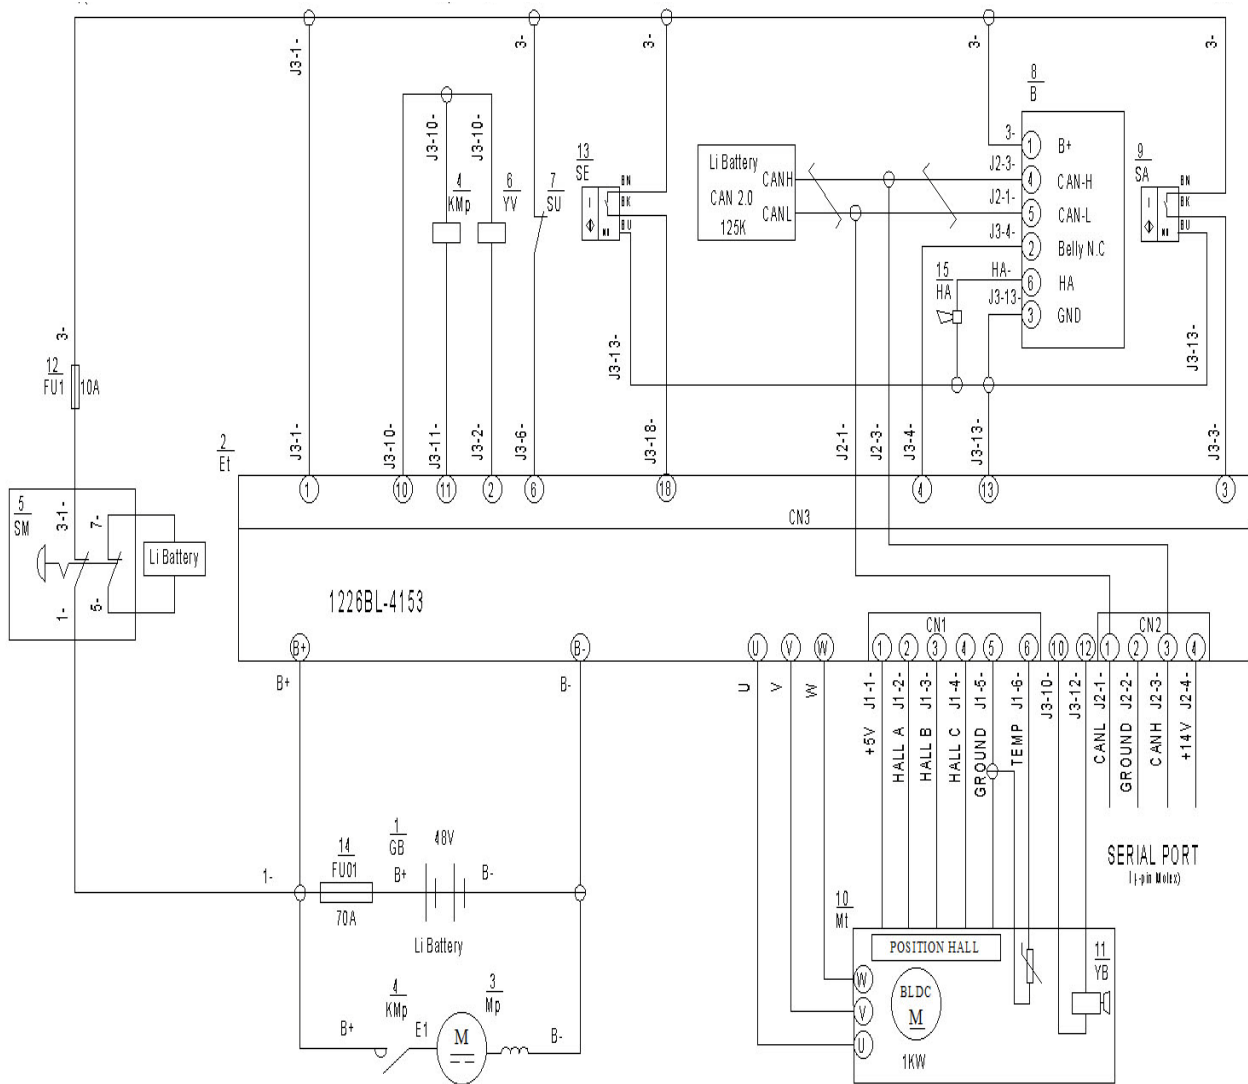 J3-1-
3-
3-
3-
3-
8
B
J3-10-
J3-10-
4
KMp
6
YV
7
SU
13
SE
BN
BK
BU
Li Battery
CAN 2.0
125K
CANH
CANL
3-
1
B+
J2-3-
4
CAN-H
J2-1-
5
CAN-L
J3-4-
2
Belly N.C
HA-
6
HA
J3-13-
3
GND
15
HA
9
SA
BN
BK
BU
J3-13-
J3-13-
3-
12
FU1
10A
2
Et
J3-1-
J3-10-
J3-11-
J3-2-
J3-6-
J3-18-
J2-1-
J2-3-
J3-4-
J3-13-
J3-3-
1
10
11
2
6
18
4
13
3
CN3
5
SM
3-1-
7-
Li Battery
1-
5-
1226BL-4153
CN1
CN2
B+
B-
U
V
W
1
2
3
4
5
6
10
12
1
2
3
4
B+
B-
U
V
W
+5V J1-1-
HALL A J1-2-
HALL B J1-3-
HALL C J1-4-
GROUND J1-5-
TEMP J1-6-
J3-10-
J3-12-
CANL J2-1-
GROUND J2-2-
CANH J2-3-
+14V J2-4-
SERIAL PORT
1-
14
FU01
70A
1
GB
B+
48V
B-
Li Battery
10
Mt
POSITION HALL
11
YB
W
V
U
BLDC
M
1KW
B+
4
KMp
E1
3
Mp
M
B-